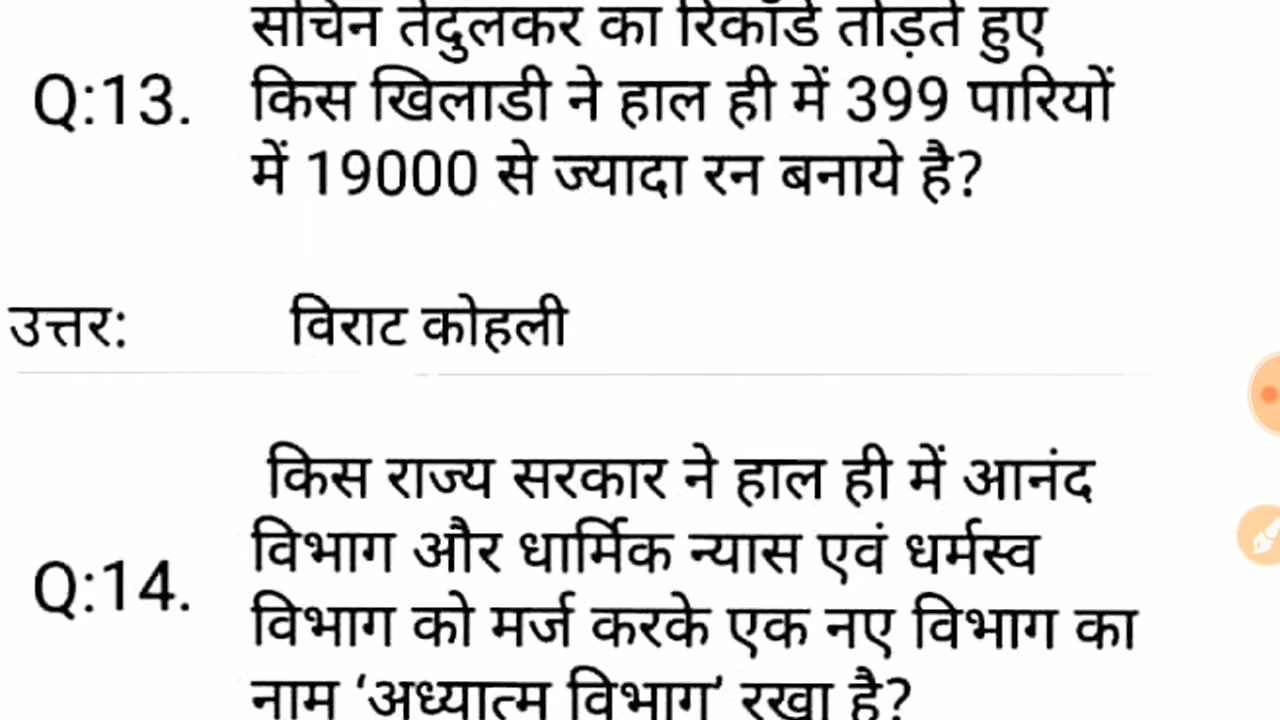 सचिन तेंदुलकर का रिकॉर्ड तोड़ते हुए
Q:13. किस खिलाडी ने हाल ही में 399 पारियों
में 19000 से ज्यादा रन बनाये है?
उत्तर: विराट कोहली
किस राज्य सरकार ने हाल ही में आनंद
विभाग और धार्मिक न्यास एवं धर्मस्व
Q:14. विभाग को मर्ज करके एक नए विभाग का
नाम ‘अध्यात्म विभाग’ रखा है?